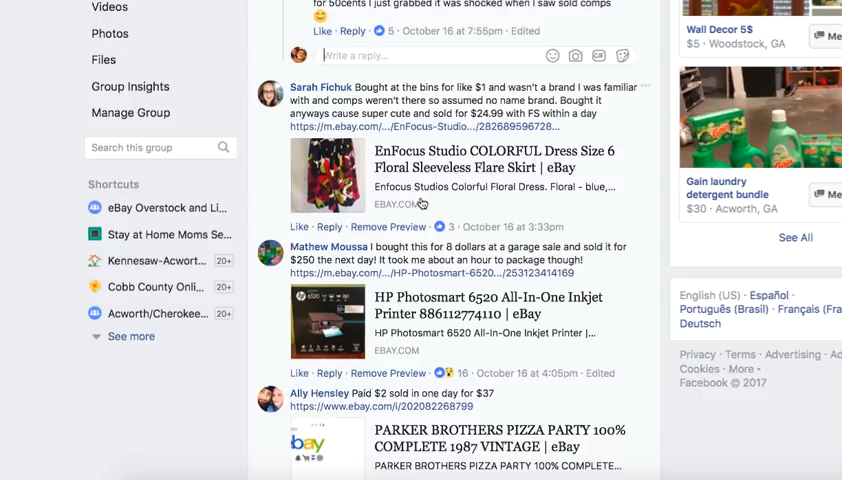 Videos
Photos
Files
Group Insights
Manage Group
Search this group
Shortcuts
eBay Overstock and Li...
Stay at Home Moms Se...
Kennesaw-Acwort... 20+
Cobb County Onli... 20+
Acworth/Cherokee... 20+
See more
for 50cents I just grabbed it was shocked when I saw sold comps
Like · Reply · 5 · October 16 at 7:55pm · Edited
Write a reply...
GIF
Sarah Fichuk Bought at the bins for like $1 and wasn't a brand I was familiar
with and comps weren't there so assumed no name brand. Bought it
anyways cause super cute and sold for $24.99 with FS within a day
https://m.ebay.com/.../EnFocus-Studio.../282689596728...
EnFocus Studio COLORFUL Dress Size 6
Floral Sleeveless Flare Skirt | eBay
Enfocus Studios Colorful Floral Dress. Floral - blue,...
EBAY.COM
Like · Reply · Remove Preview · 3 · October 16 at 3:33pm
Mathew Moussa I bought this for 8 dollars at a garage sale and sold it for
$250 the next day! It took me about an hour to package though!
https://m.ebay.com/.../HP-Photosmart-6520.../253123414169
HP Photosmart 6520 All-In-One Inkjet
Printer 886112774110 | eBay
HP Photosmart 6520 All-In-One Inkjet Printer |...
EBAY.COM
Like · Reply · Remove Preview · 16 · October 16 at 4:05pm · Edited
Ally Hensley Paid $2 sold in one day for $37
https://www.ebay.com/i/202082268799
ebay
PARKER BROTHERS PIZZA PARTY 100%
COMPLETE 1987 VINTAGE | eBay
PARKER BROTHERS PIZZA PARTY 100% COMPLETE...
Wall Decor 5$
$5 · Woodstock, GA
Me
Gain
Gain laundry
detergent bundle
$30 · Acworth, GA
Me
See All
English (US) · Español ·
Português (Brasil) · Français (Fra
Deutsch
Privacy · Terms · Advertising · Ad
Cookies · More
Facebook © 2017